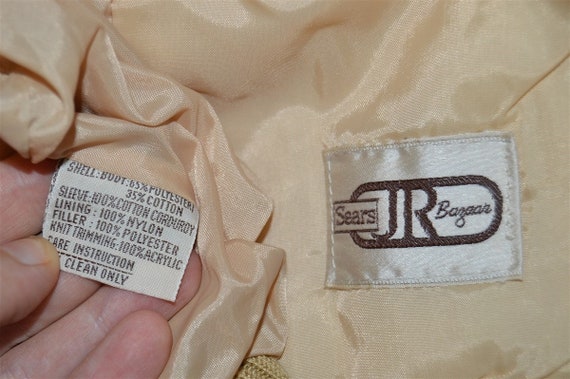 SHELL:BODY:65%POLYESTER
35%COTTON
SLEEVE:100%COTTON CORDUROY
LINING : 100% NYLON
FILLER : 100% POLYESTER
KNIT TRIMMING:100% ACRYLIC
CARE INSTRUCTION
CLEAN ONLY
Sears JR Bazaar